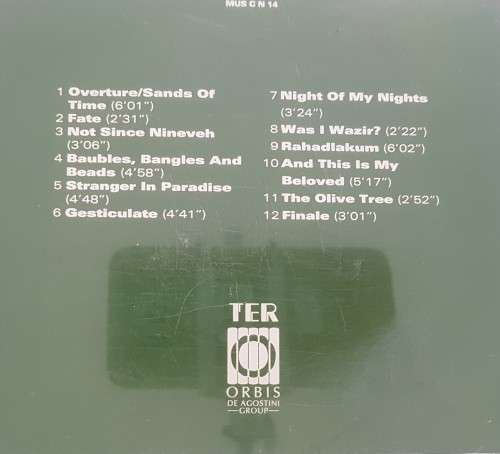 MUS C N 14
1 Overture/Sands Of
Time (6'01")
2 Fate (2'31")
3 Not Since Nineveh
(3'06")
4 Baubles, Bangles And
Beads (4'58")
5 Stranger In Paradise
(4'48")
6 Gesticulate (4'41")
7 Night Of My Nights
(3'24")
8 Was I Wazir? (2'22")
9 Rahadlakum (6'02")
10 And This Is My
Beloved (5'17")
11 The Olive Tree (2'52")
12 Finale (3'01")
TER
ORBIS
DE AGOSTINI
GROUP